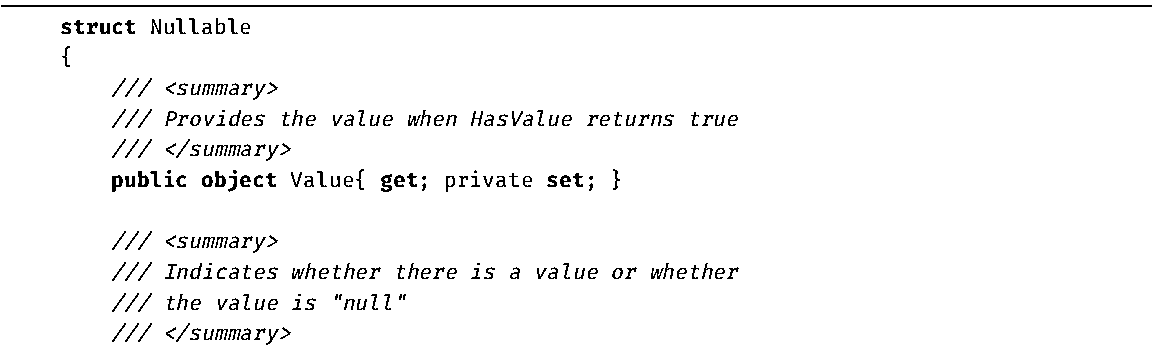 struct Nullable
{
/// <summary>
/// Provides the value when HasValue returns true
/// </summary>
public object Value{ get; private set; }
/// <summary>
/// Indicates whether there is a value or whether
/// the value is "null"
/// </summary>